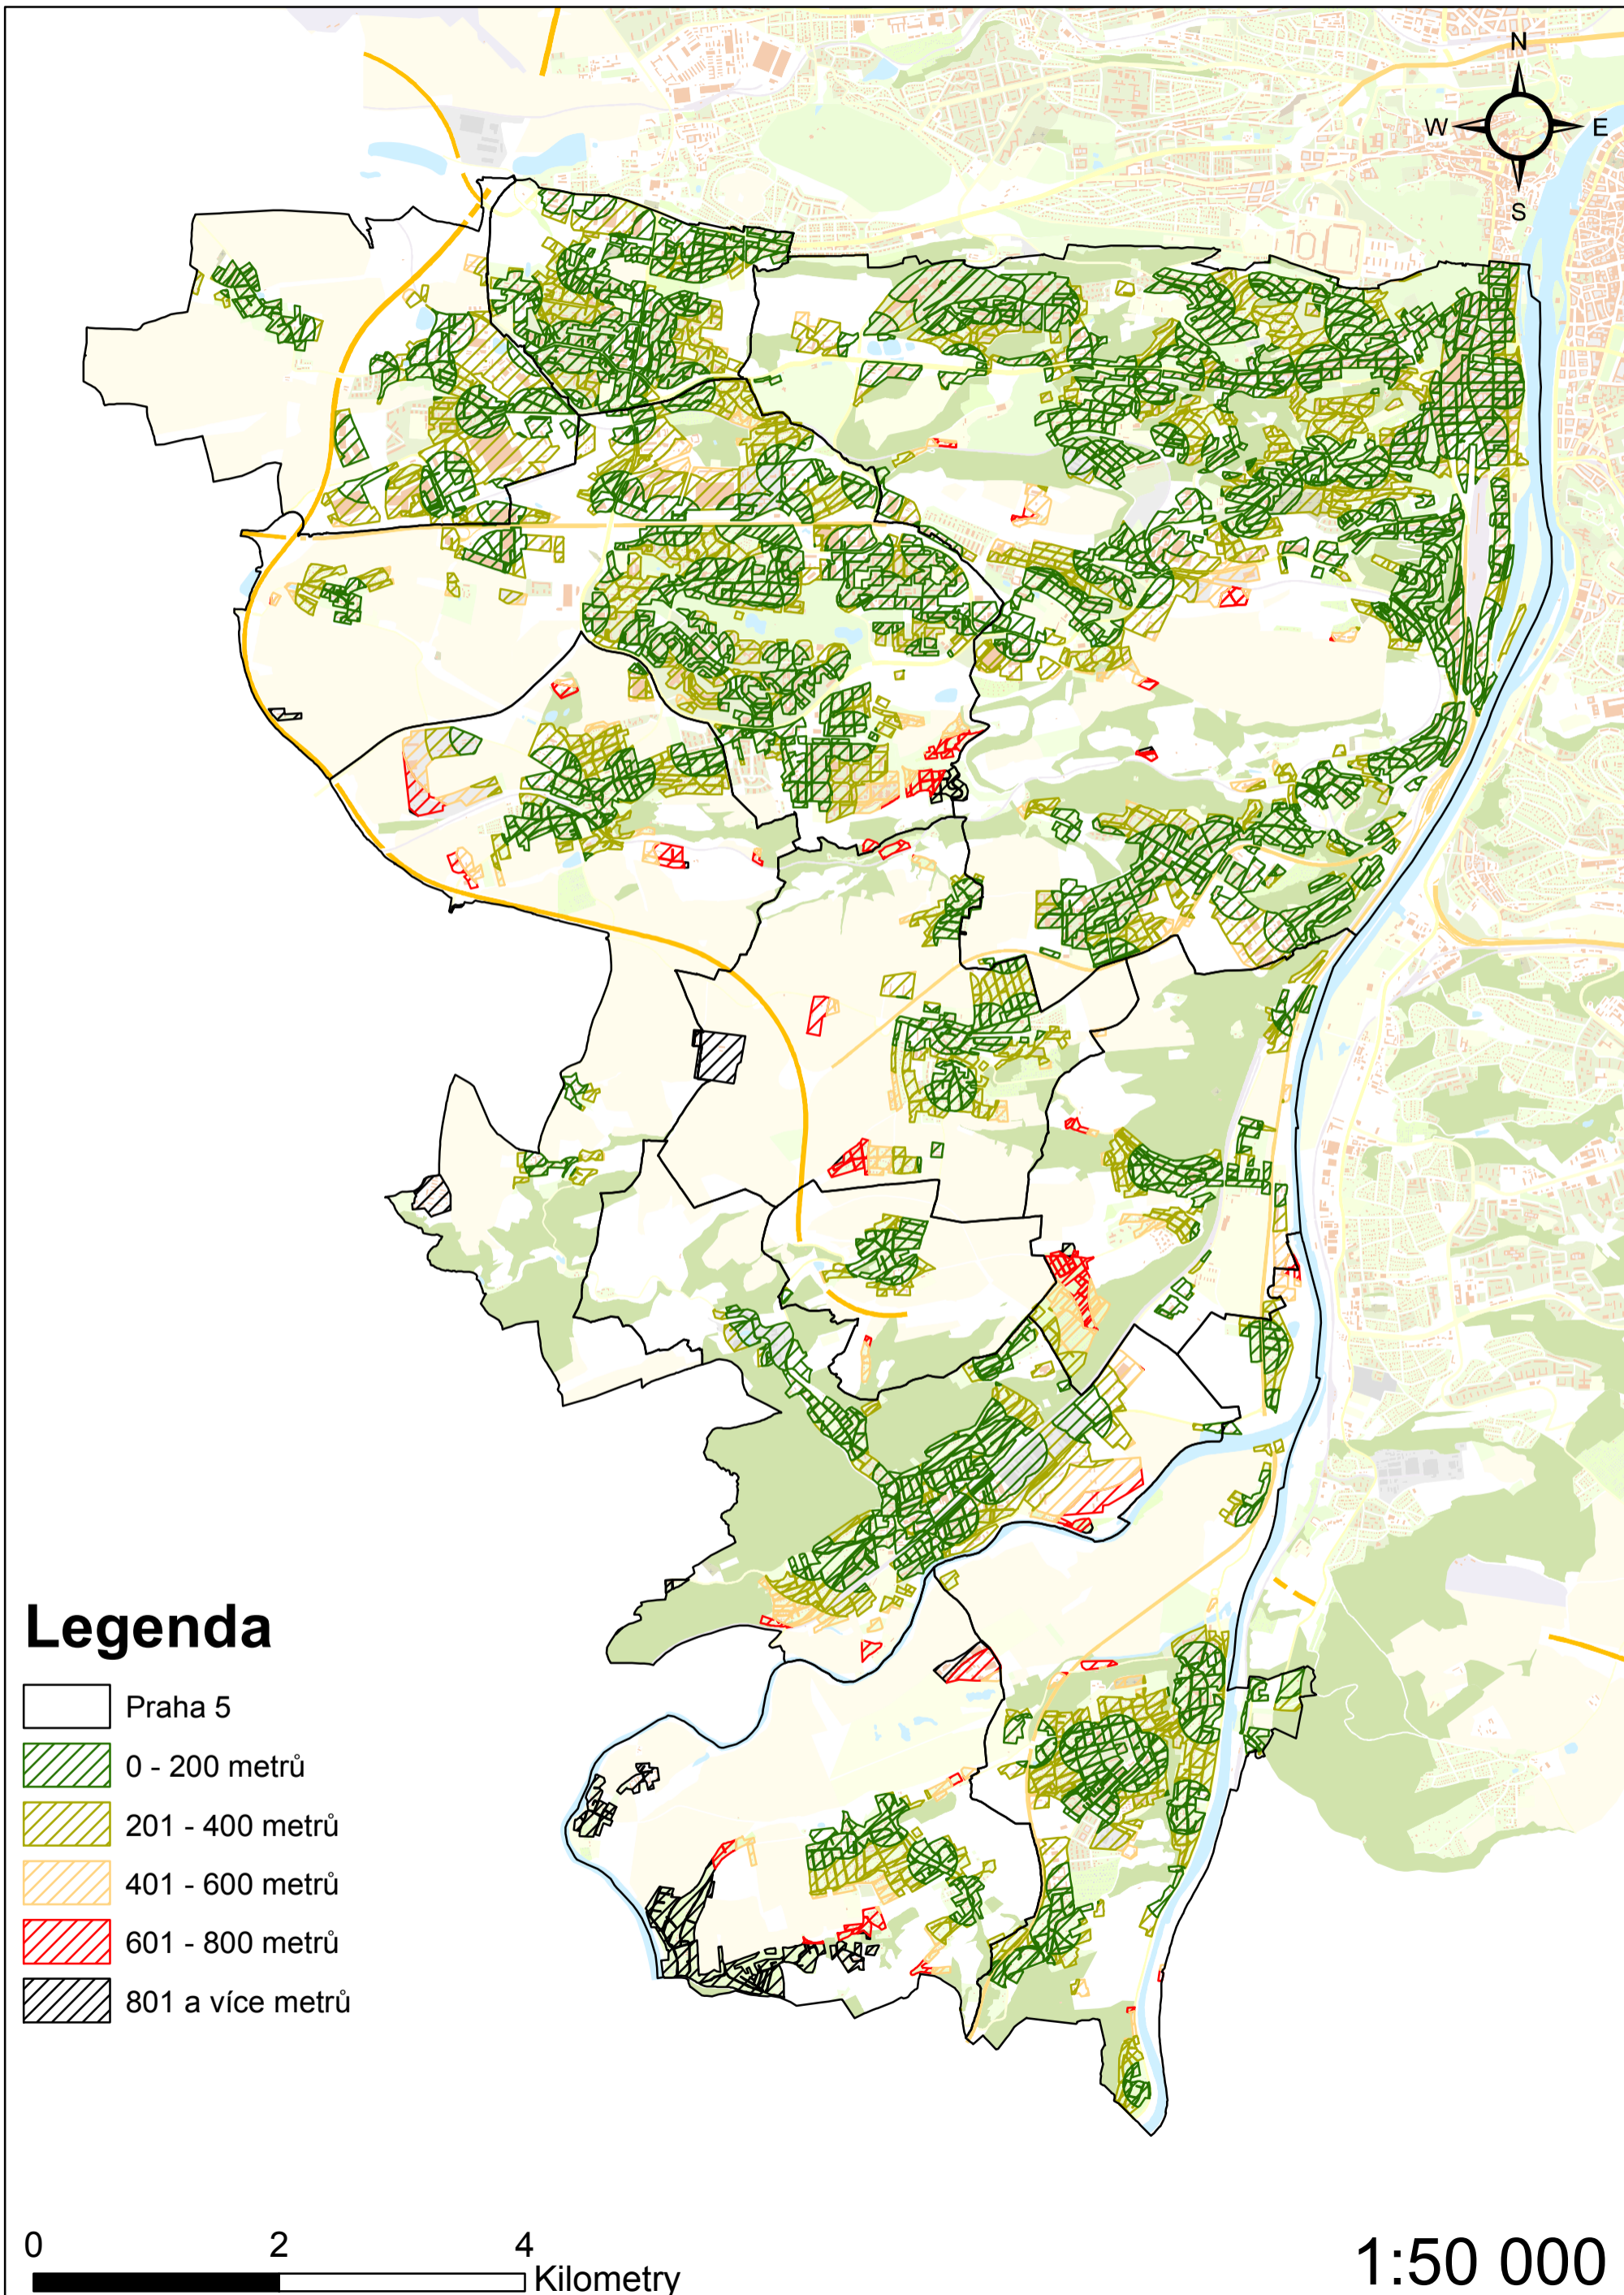 N
W
E
S
Legenda
Praha 5
0 - 200 metrů
201 - 400 metrů
401 - 600 metrů
601 - 800 metrů
801 a více metrů
0
2
4
Kilometry
1:50 000